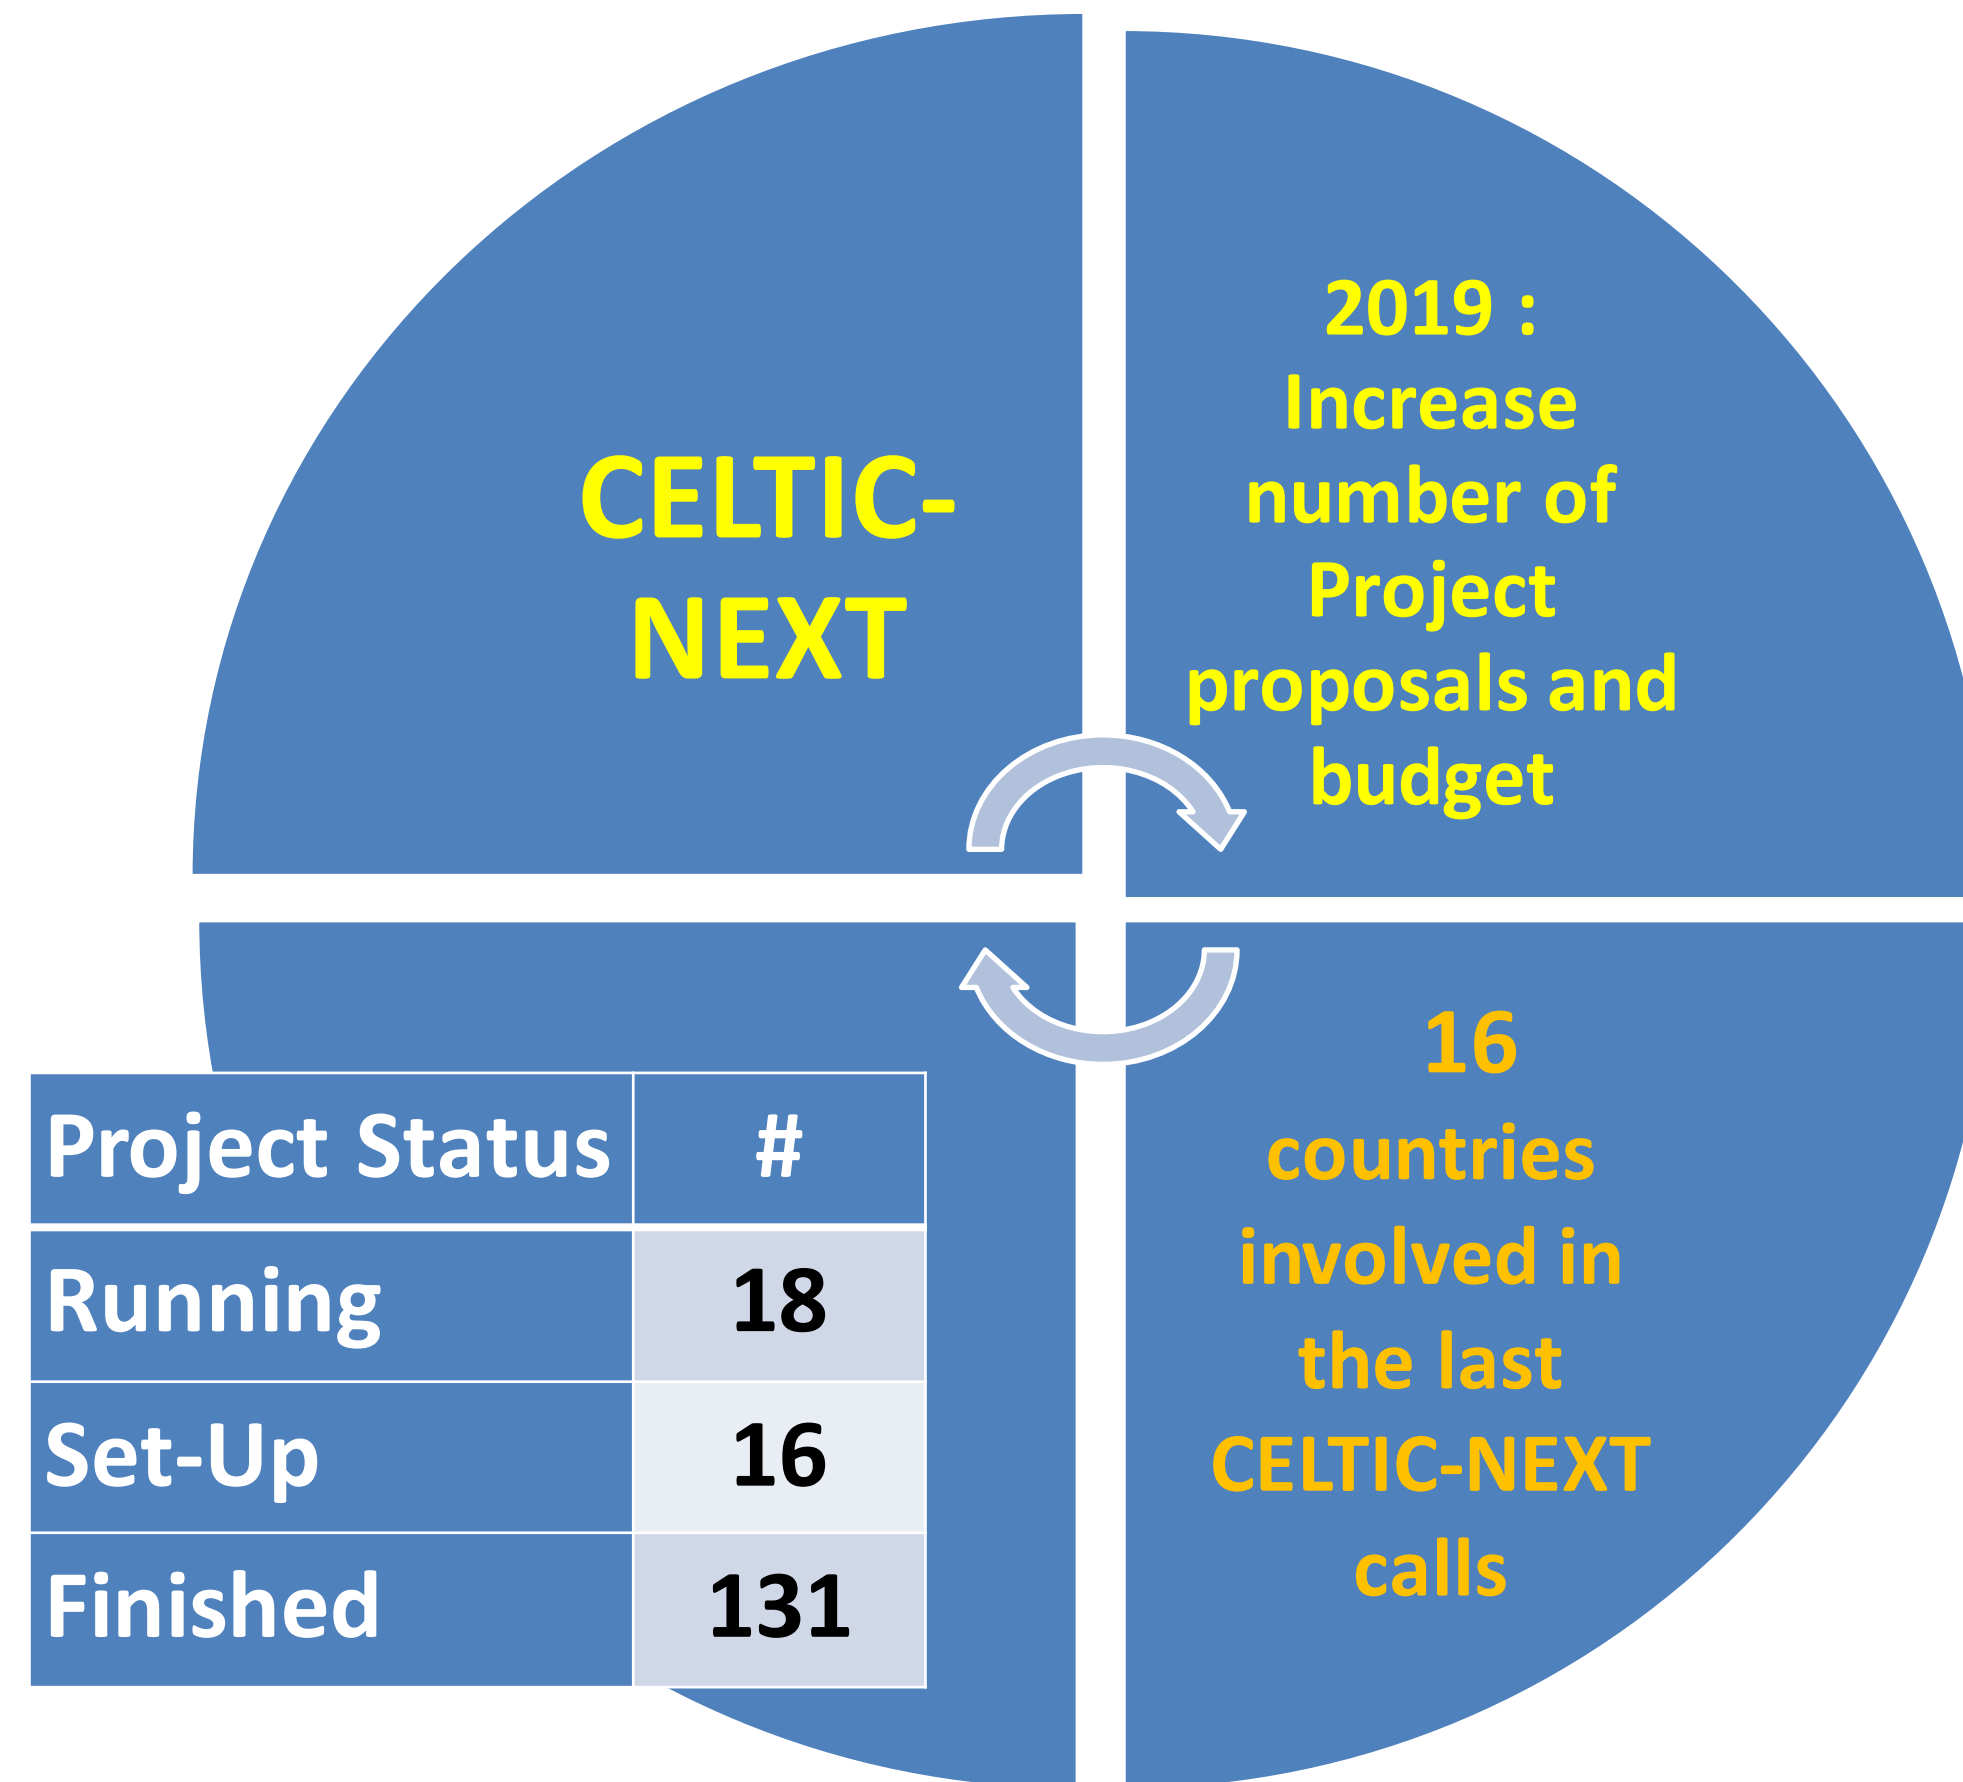 CELTIC-
NEXT
2019 :
Increase
number of
Project
proposals and
budget
16
countries
involved in
the last
CELTIC-NEXT
calls
Project Status #
Running 18
Set-Up 16
Finished 131